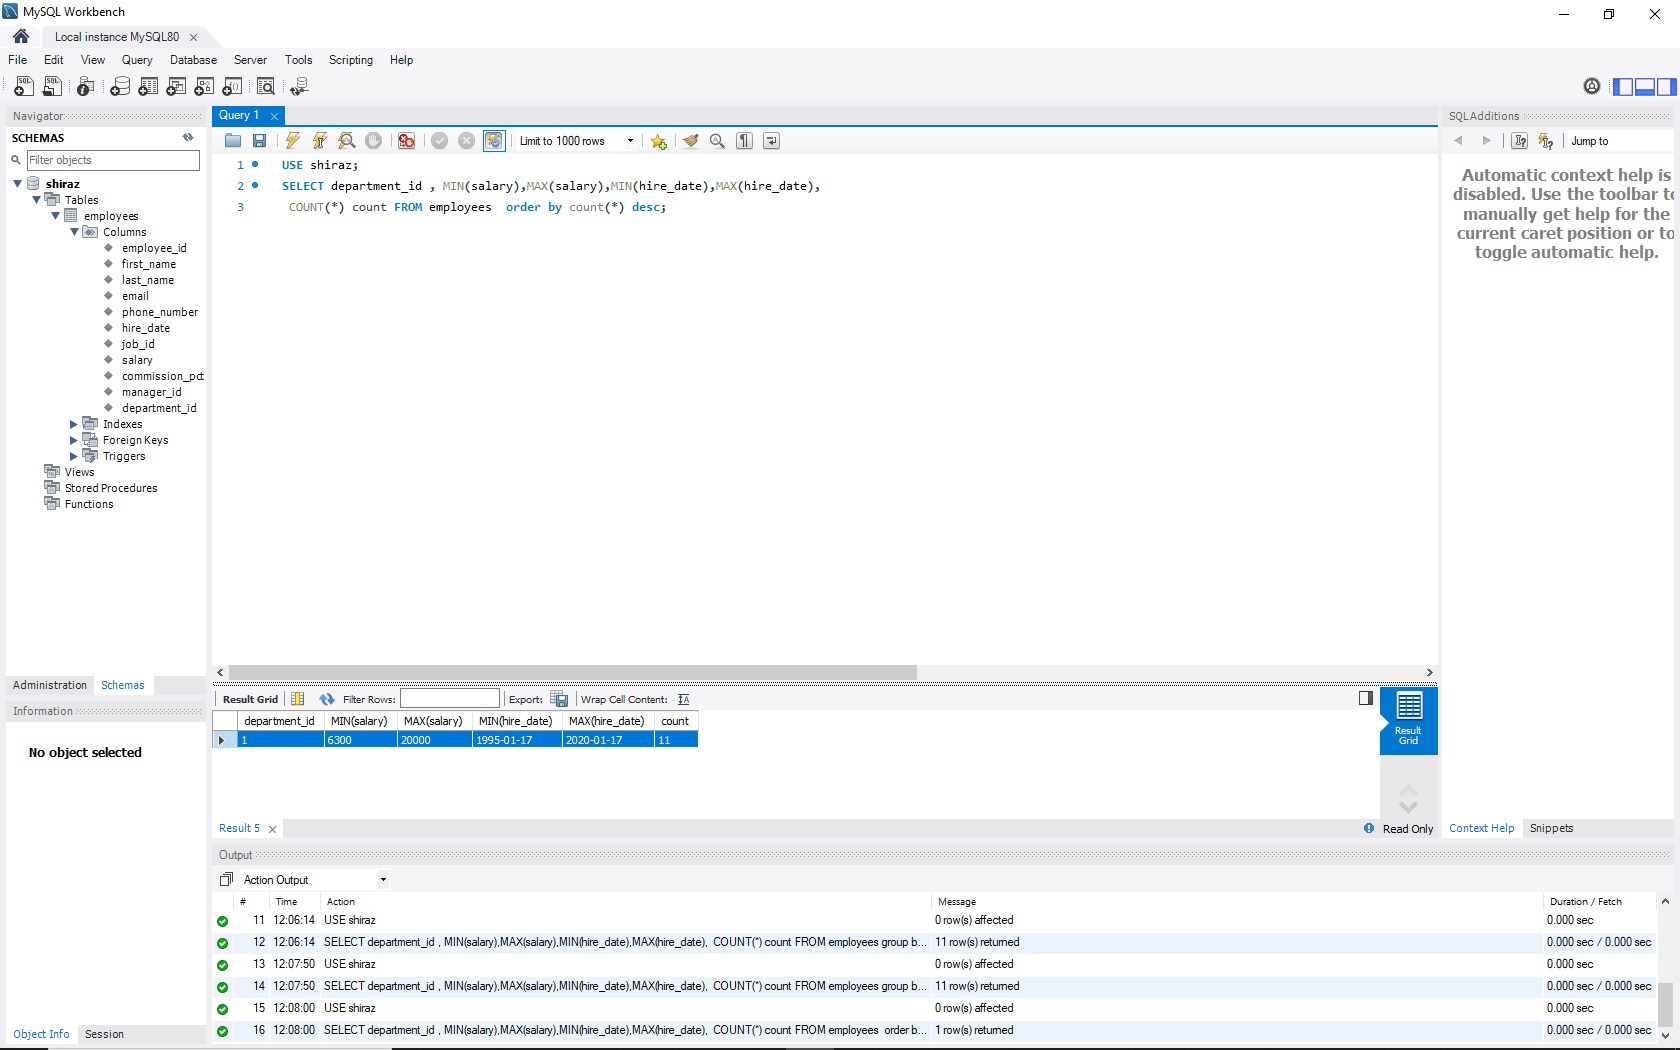 MySQL Workbench
Local instance MySQL80
File Edit View Query Database Server Tools Scripting Help
Navigator
SCHEMAS
Filter objects
shiraz
Tables
employees
Columns
employee_id
first_name
last_name
email
phone_number
hire_date
job_id
salary
commission_pct
manager_id
department_id
Indexes
Foreign Keys
Triggers
Views
Stored Procedures
Functions
Administration Schemas
Information
No object selected
Object Info Session
Query 1
Limit to 1000 rows
1 USE shiraz;
2 SELECT department_id , MIN(salary),MAX(salary),MIN(hire_date),MAX(hire_date),
3 COUNT(*) count FROM employees  order by count(*) desc;
Result Grid Filter Rows: Export: Wrap Cell Content:
department_id MIN(salary) MAX(salary) MIN(hire_date) MAX(hire_date) count
1 6300 20000 1995-01-17 2020-01-17 11
Result
Grid
Result 5
Read Only
SQLAdditions
Jump to
Automatic context help is
disabled. Use the toolbar to
manually get help for the
current caret position or to
toggle automatic help.
Context Help Snippets
Output
Action Output
# Time Action Message Duration / Fetch
11 12:06:14 USE shiraz 0 row(s) affected 0.000 sec
12 12:06:14 SELECT department_id , MIN(salary),MAX(salary),MIN(hire_date),MAX(hire_date),  COUNT(*) count FROM employees group b... 11 row(s) returned 0.000 sec / 0.000 sec
13 12:07:50 USE shiraz 0 row(s) affected 0.000 sec
14 12:07:50 SELECT department_id , MIN(salary),MAX(salary),MIN(hire_date),MAX(hire_date),  COUNT(*) count FROM employees group b... 11 row(s) returned 0.000 sec / 0.000 sec
15 12:08:00 USE shiraz 0 row(s) affected 0.000 sec
16 12:08:00 SELECT department_id , MIN(salary),MAX(salary),MIN(hire_date),MAX(hire_date),  COUNT(*) count FROM employees  order b... 1 row(s) returned 0.000 sec / 0.000 sec